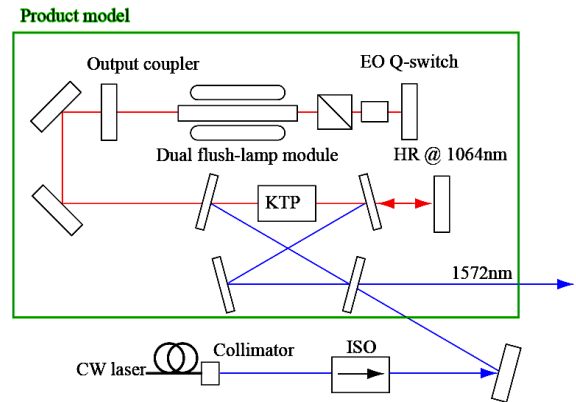 Product model
Output coupler
EO Q-switch
Dual flush-lamp module
HR @ 1064nm
KTP
1572nm
Collimator
ISO
CW laser